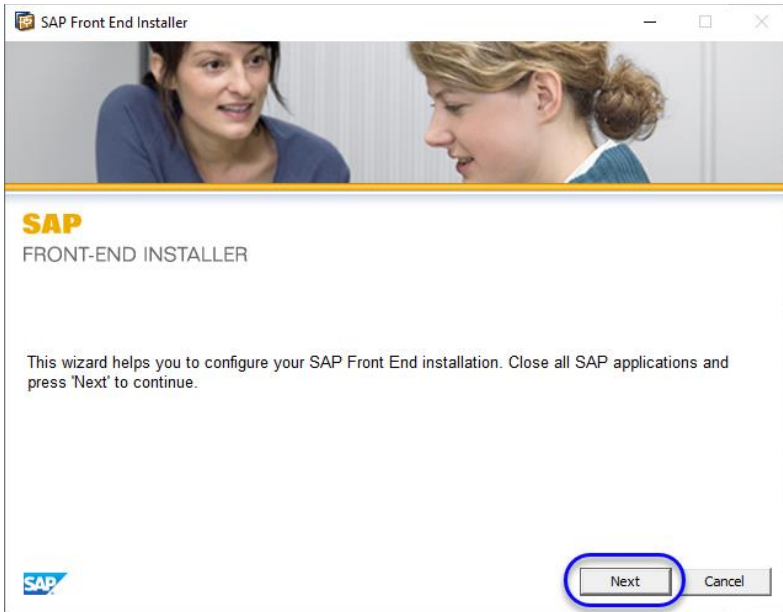 SAP Front End Installer
SAP
FRONT-END INSTALLER
This wizard helps you to configure your SAP Front End installation. Close all SAP applications and
press 'Next' to continue.
SAP
Next
Cancel